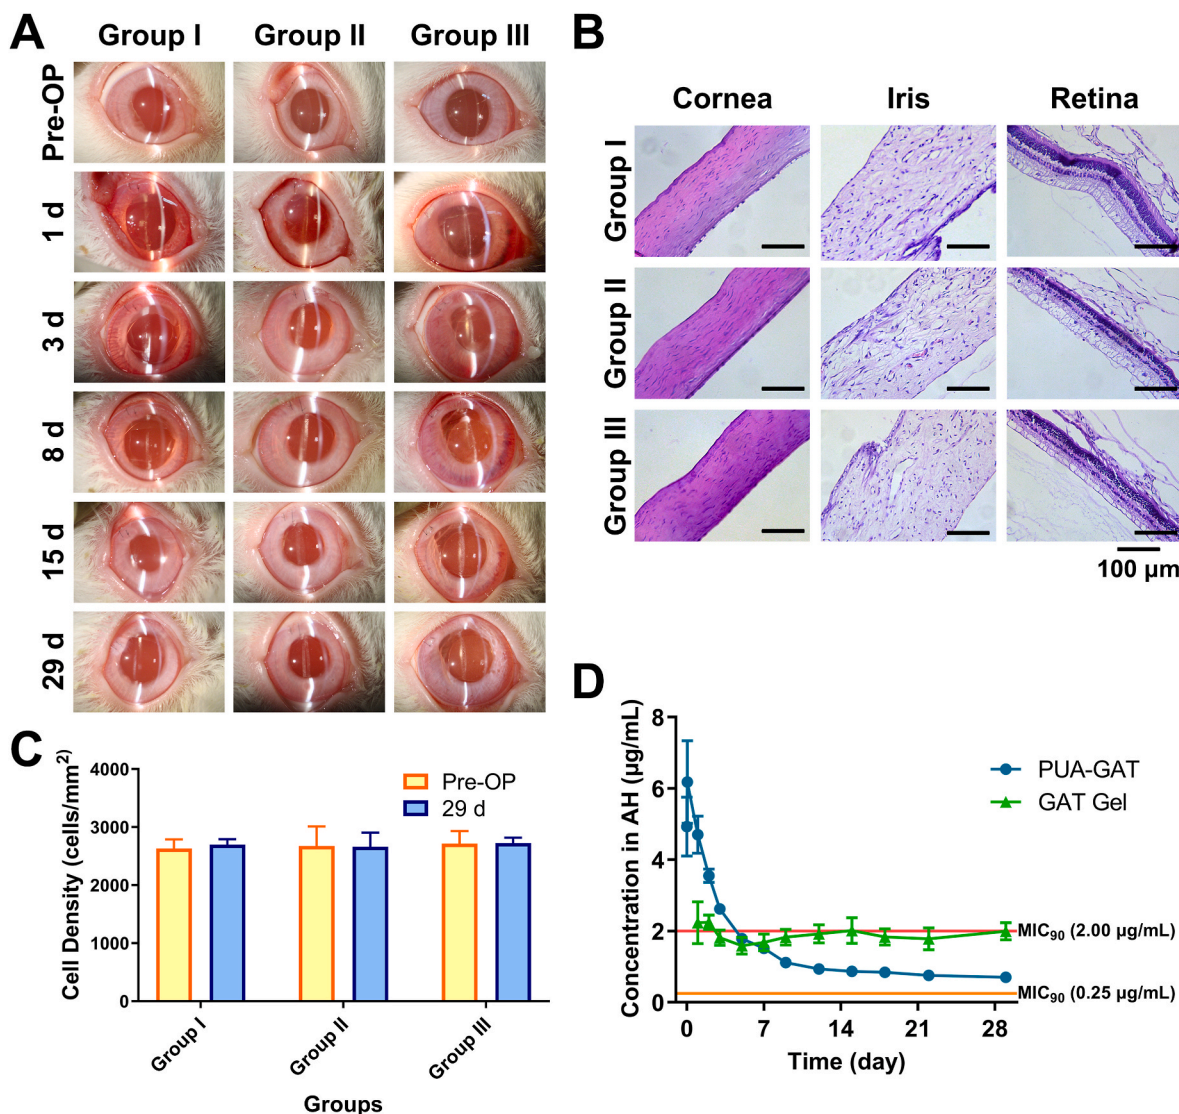 A
Group I
Group II
Group III
Pre-OP
1 d
3 d
8 d
15 d
29 d
B
Cornea
Iris
Retina
Group I
Group II
Group III
100 µm
C
Cell Density (cells/mm²)
4000
3000
2000
1000
0
Pre-OP
29 d
Group I
Group II
Group III
Groups
D
Concentration in AH (µg/mL)
8
6
4
2
0
PUA-GAT
GAT Gel
MIC₉₀ (2.00 µg/mL)
MIC₉₀ (0.25 µg/mL)
0
7
14
21
28
Time (day)